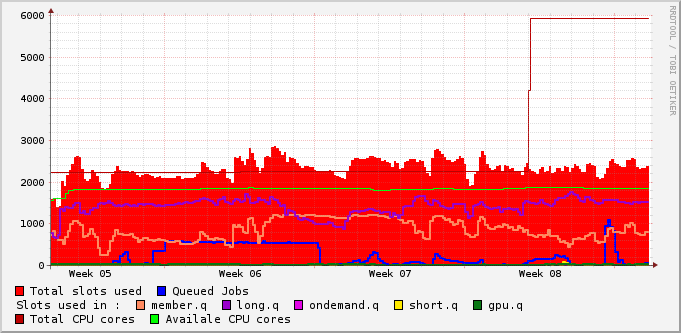 RRDTOOL / TOBI OETIKER
6000
5000
4000
3000
2000
1000
0
Week 05 Week 06 Week 07 Week 08
Total slots used Queued Jobs
Slots used in : member.q long.q ondemand.q short.q gpu.q
Total CPU cores Availale CPU cores